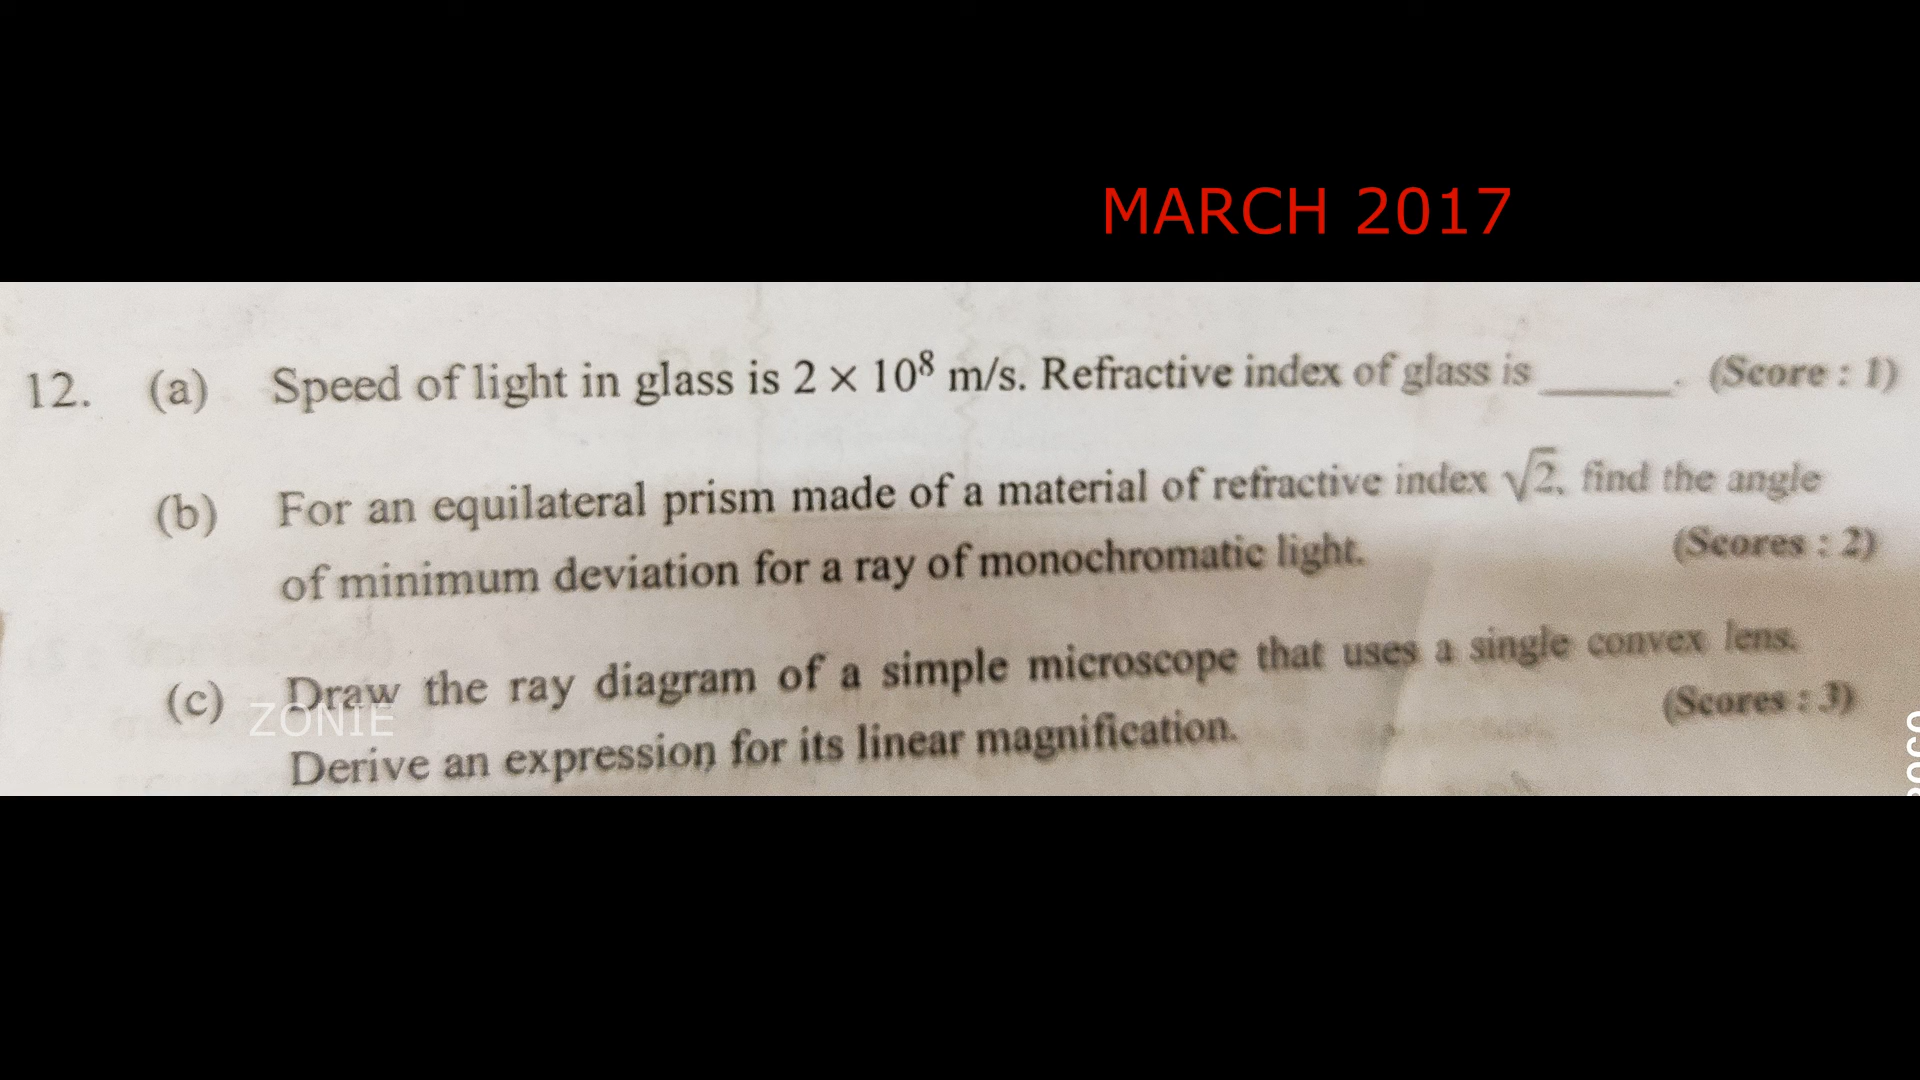 MARCH 2017
12. (a) Speed of light in glass is 2 × 10⁸ m/s. Refractive index of glass is ______. (Score : 1)
(b) For an equilateral prism made of a material of refractive index √2, find the angle
of minimum deviation for a ray of monochromatic light. (Scores : 2)
(c) Draw the ray diagram of a simple microscope that uses a single convex lens.
Derive an expression for its linear magnification. (Scores : 3)
ZONIE